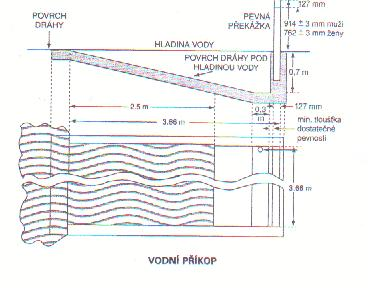 POVRCH
DRÁHY
PEVNÁ
PŘEKÁŽKA
127 mm
914 ± 3 mm muži
762 ± 3 mm ženy
HLADINA VODY
POVRCH DRÁHY POD
HLADINOU VODY
0,7 m
2.5 m
3.66 m
0,3
m
127 mm
min. tloušťka
dostatečné
pevnosti
3.66 m
VODNÍ PŘÍKOP